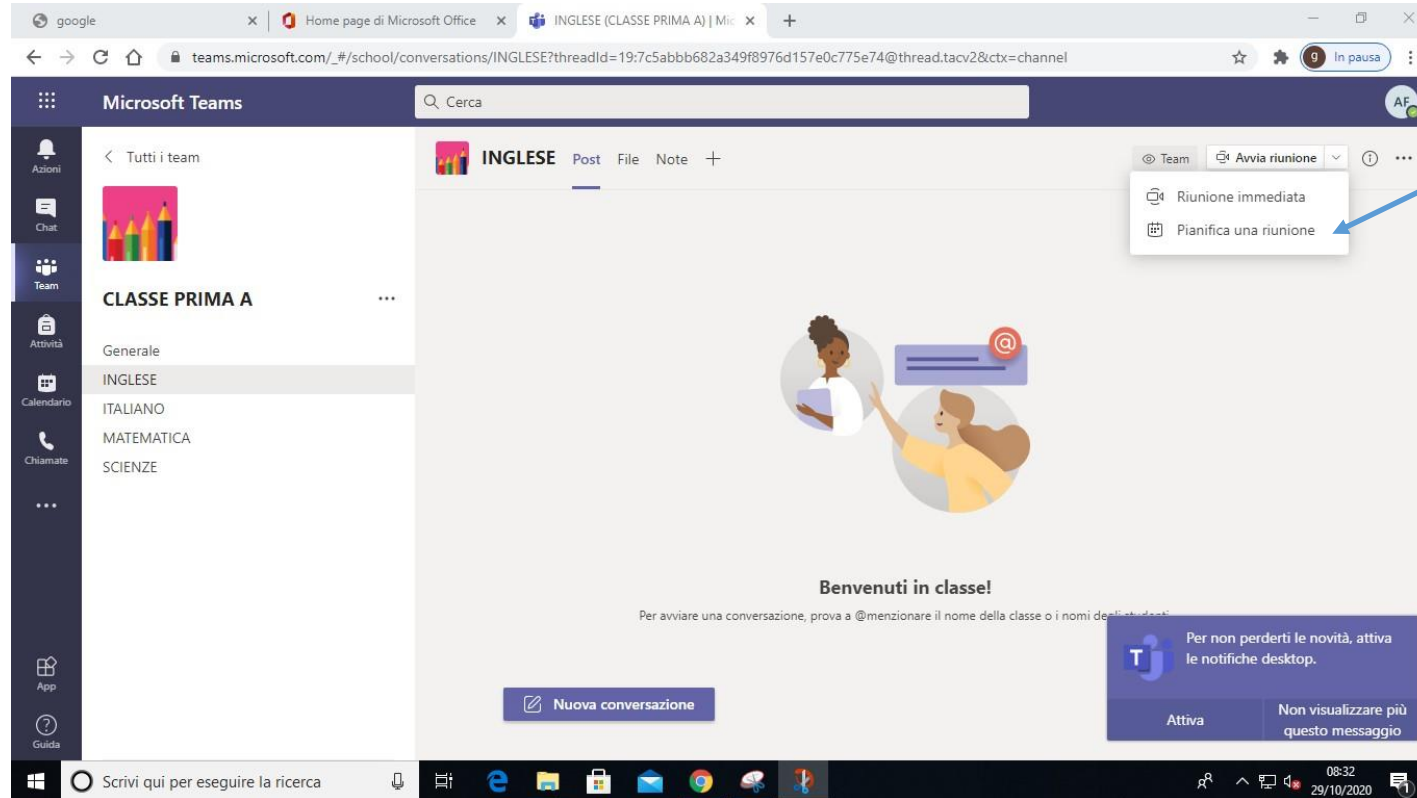 google
Home page di Microsoft Office
INGLESE (CLASSE PRIMA A) | Mic
teams.microsoft.com/_#/school/conversations/INGLESE?threadId=19:7c5abbb682a349f8976d157e0c775e74@thread.tacv2&ctx=channel
g
In pausa
Microsoft Teams
Cerca
AF
Azioni
Chat
Team
Attività
Calendario
Chiamate
App
Guida
Tutti i team
CLASSE PRIMA A
Generale
INGLESE
ITALIANO
MATEMATICA
SCIENZE
INGLESE Post File Note
Team
Avvia riunione
Riunione immediata
Pianifica una riunione
@
Benvenuti in classe!
Per avviare una conversazione, prova a @menzionare il nome della classe o i nomi degli studenti
Nuova conversazione
T
Per non perderti le novità, attiva
le notifiche desktop.
Attiva
Non visualizzare più
questo messaggio
Scrivi qui per eseguire la ricerca
08:32
29/10/2020
1